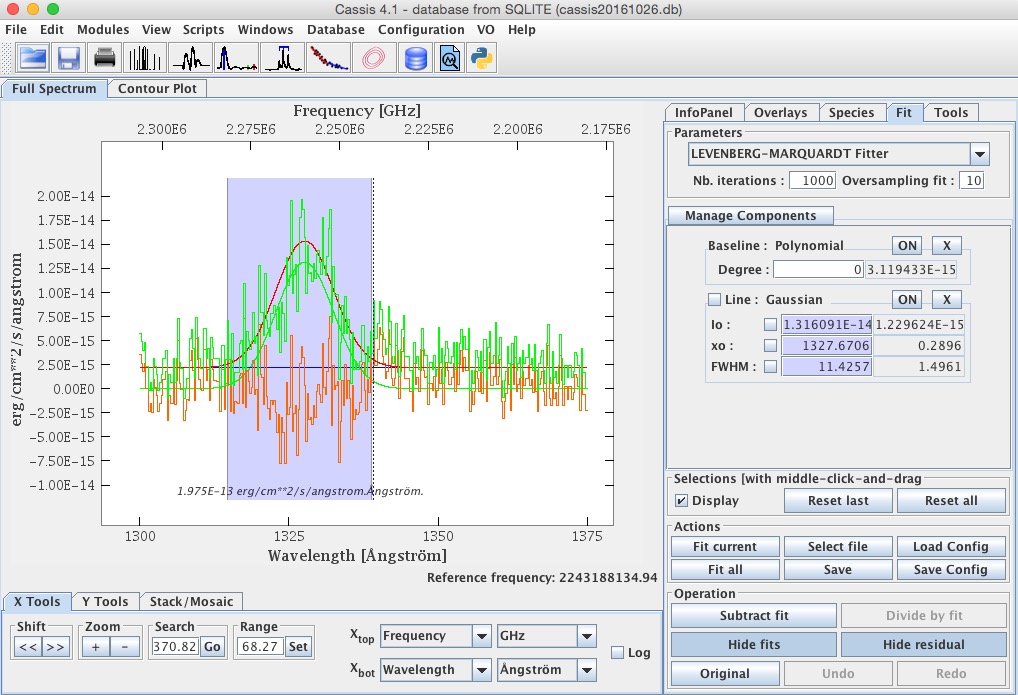 Cassis 4.1 - database from SQLITE (cassis20161026.db)
File Edit Modules View Scripts Windows Database Configuration VO Help
Full Spectrum Contour Plot
Frequency [GHz]
2.300E6 2.275E6 2.250E6 2.225E6 2.200E6 2.175E6
2.00E-14
1.75E-14
1.50E-14
1.25E-14
1.00E-14
7.50E-15
5.00E-15
2.50E-15
0.00E0
-2.50E-15
-5.00E-15
-7.50E-15
-1.00E-14
erg/cm**2/s/angstrom
1.975E-13 erg/cm**2/s/angstrom.Ångström.
1300 1325 1350 1375
Wavelength [Ångström]
Reference frequency: 2243188134.94
X Tools Y Tools Stack/Mosaic
Shift Zoom Search Range
<< >> + - 370.82 Go 68.27 Set
Xtop Frequency GHz
Xbot Wavelength Ångström
Log
InfoPanel Overlays Species Fit Tools
Parameters
LEVENBERG-MARQUARDT Fitter
Nb. iterations : 1000 Oversampling fit : 10
Manage Components
Baseline : Polynomial ON X
Degree : 0 3.119433E-15
Line : Gaussian ON X
Io : 1.316091E-14 1.229624E-15
xo : 1327.6706 0.2896
FWHM : 11.4257 1.4961
Selections [with middle-click-and-drag
Display Reset last Reset all
Actions
Fit current Select file Load Config
Fit all Save Save Config
Operation
Subtract fit Divide by fit
Hide fits Hide residual
Original Undo Redo